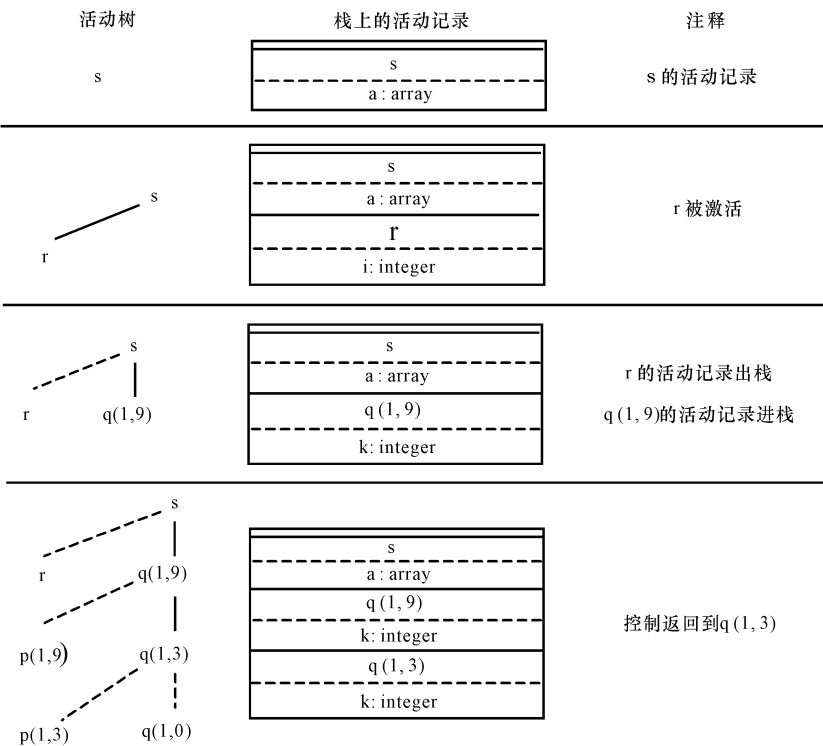 活动树 栈上的活动记录 注释
s
s
a : array
s 的活动记录
s
r
s
a : array
r
i: integer
r 被激活
s
r q(1,9)
s
a : array
q (1, 9)
k: integer
r 的活动记录出栈
q (1, 9)的活动记录进栈
s
r q(1,9)
p(1,9) q(1,3)
p(1,3) q(1,0)
s
a : array
q (1, 9)
k: integer
q (1, 3)
k: integer
控制返回到q (1, 3)